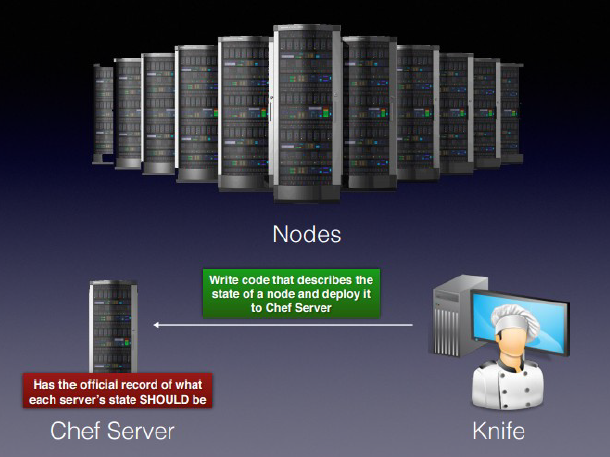 Nodes
Write code that describes the
state of a node and deploy it
to Chef Server
Has the official record of what
each server's state SHOULD be
Chef Server
Knife